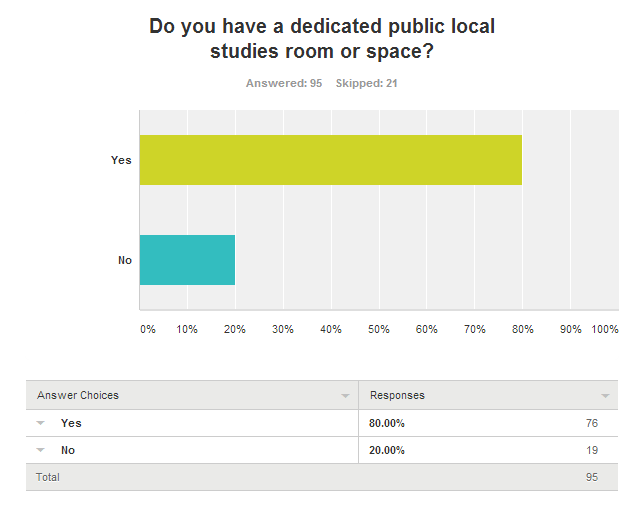 Do you have a dedicated public local
studies room or space?
Answered: 95 Skipped: 21
Yes
No
0% 10% 20% 30% 40% 50% 60% 70% 80% 90% 100%
Answer Choices Responses
Yes 80.00% 76
No 20.00% 19
Total 95